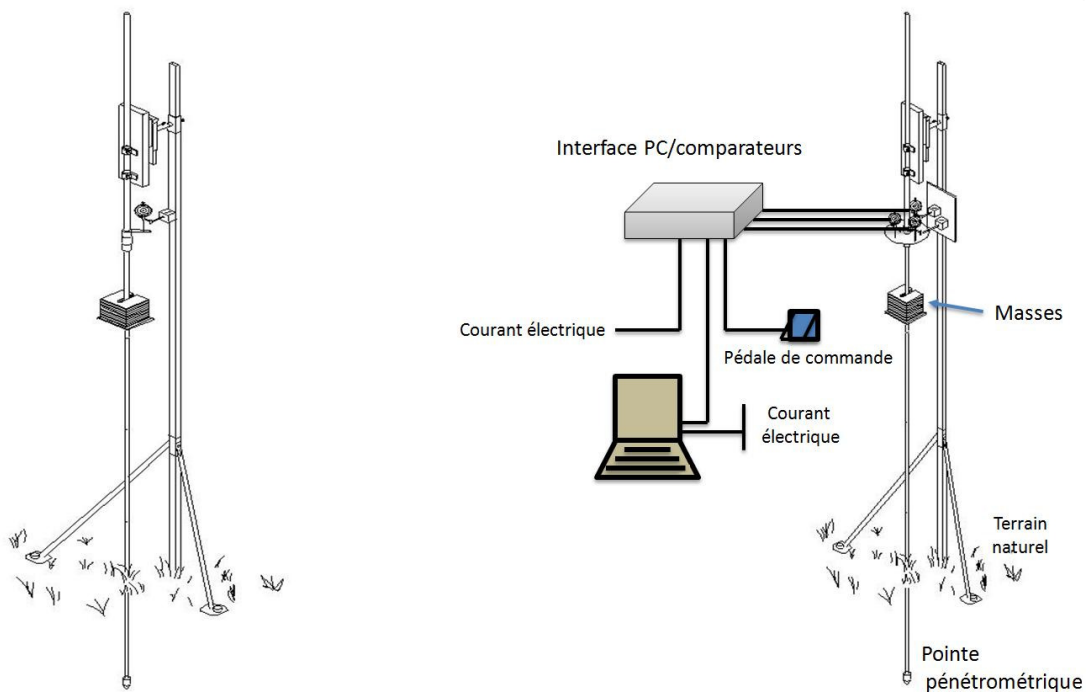 Interface PC/comparateurs
Masses
Courant électrique
Pédale de commande
Courant
électrique
Terrain
naturel
Pointe
pénétrométrique